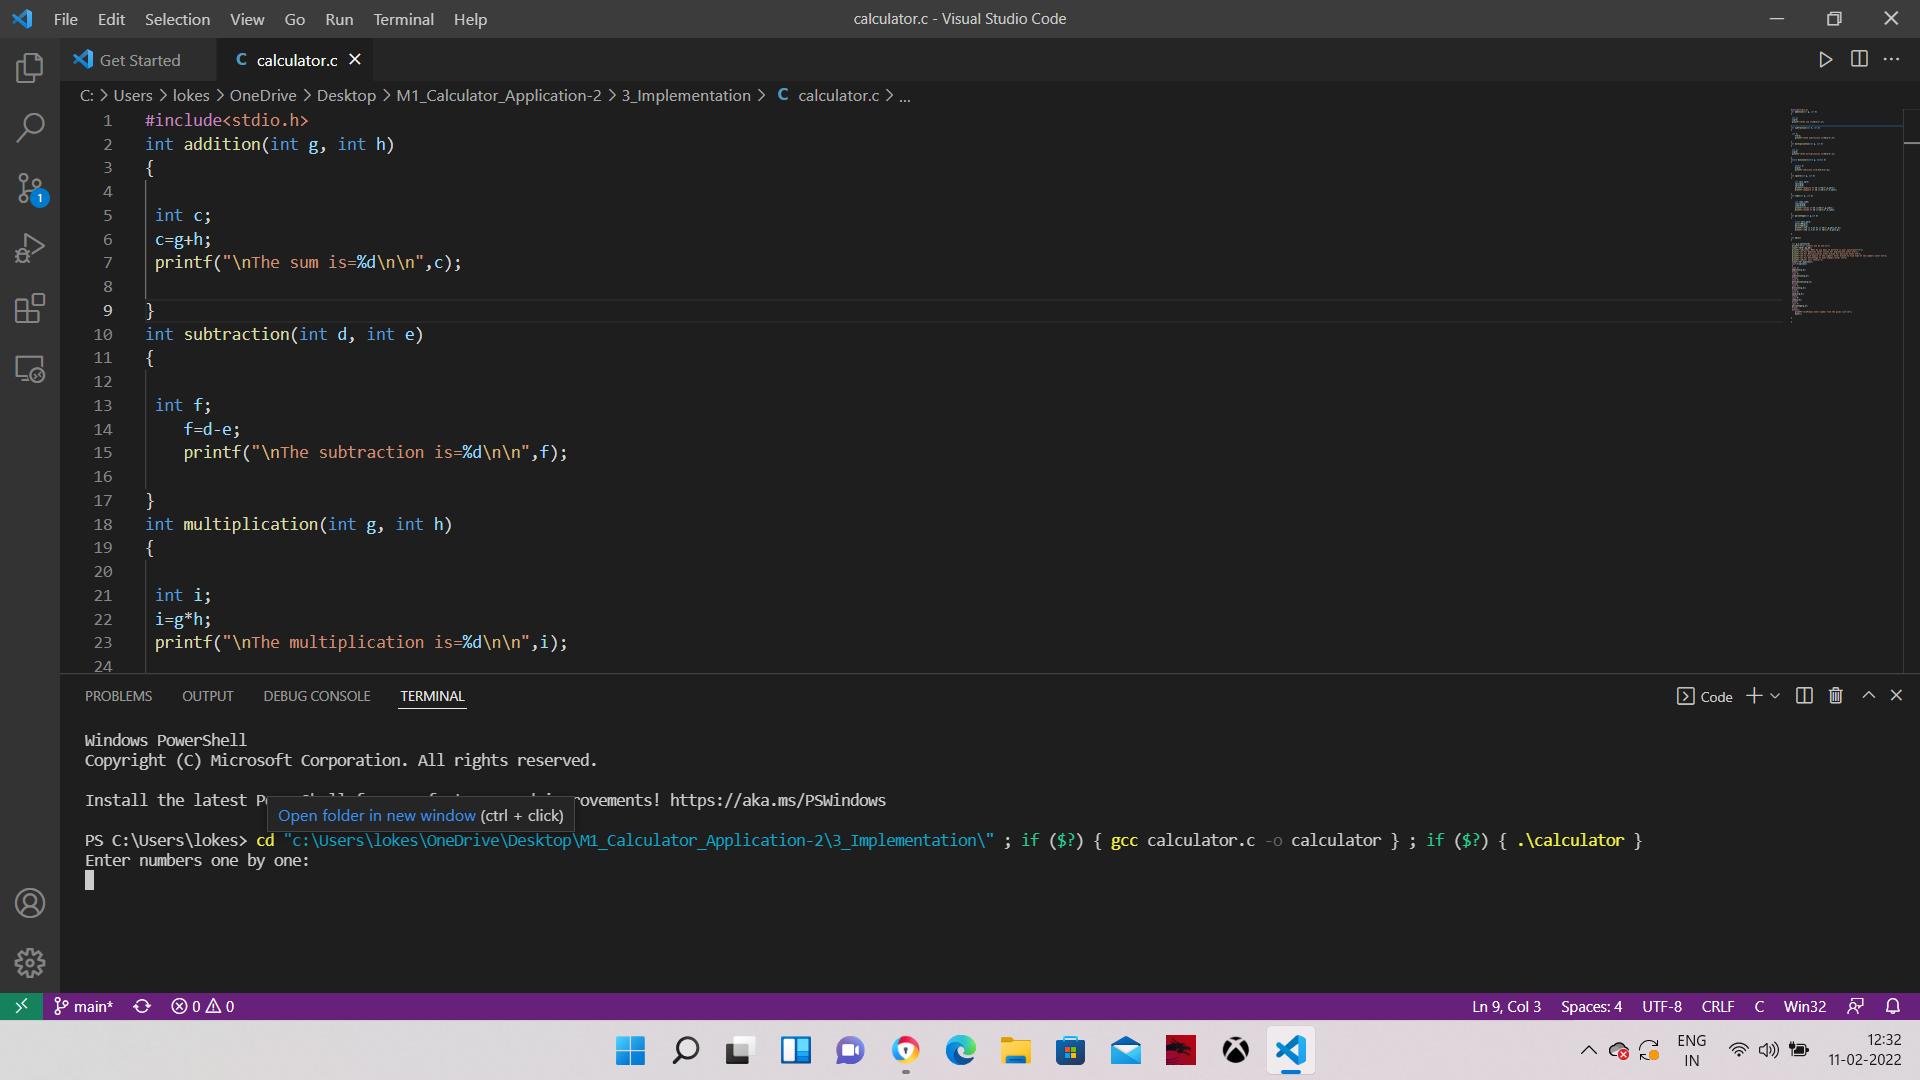 File Edit Selection View Go Run Terminal Help
calculator.c - Visual Studio Code
Get Started
C calculator.c
C: > Users > lokes > OneDrive > Desktop > M1_Calculator_Application-2 > 3_Implementation > C calculator.c > ...
1 #include<stdio.h>
2 int addition(int g, int h)
3 {
4
5 int c;
6 c=g+h;
7 printf("\nThe sum is=%d\n\n",c);
8
9 }
10 int subtraction(int d, int e)
11 {
12
13 int f;
14 f=d-e;
15 printf("\nThe subtraction is=%d\n\n",f);
16
17 }
18 int multiplication(int g, int h)
19 {
20
21 int i;
22 i=g*h;
23 printf("\nThe multiplication is=%d\n\n",i);
24
1
PROBLEMS OUTPUT DEBUG CONSOLE TERMINAL
Code
Windows PowerShell
Copyright (C) Microsoft Corporation. All rights reserved.
Install the latest improvements! https://aka.ms/PSWindows
Open folder in new window (ctrl + click)
PS C:\Users\lokes> cd "c:\Users\lokes\OneDrive\Desktop\M1_Calculator_Application-2\3_Implementation\" ; if ($?) { gcc calculator.c -o calculator } ; if ($?) { .\calculator }
Enter numbers one by one:
main* 0 0
Ln 9, Col 3 Spaces: 4 UTF-8 CRLF C Win32
ENG
IN
12:32
11-02-2022